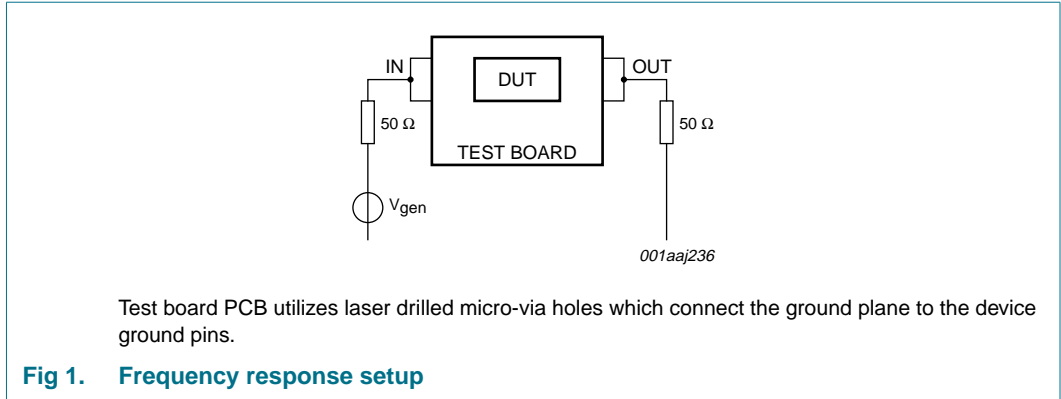 IN
OUT
DUT
50 Ω
50 Ω
TEST BOARD
Vgen
001aaj236
Test board PCB utilizes laser drilled micro-via holes which connect the ground plane to the device
ground pins.
Fig 1. Frequency response setup